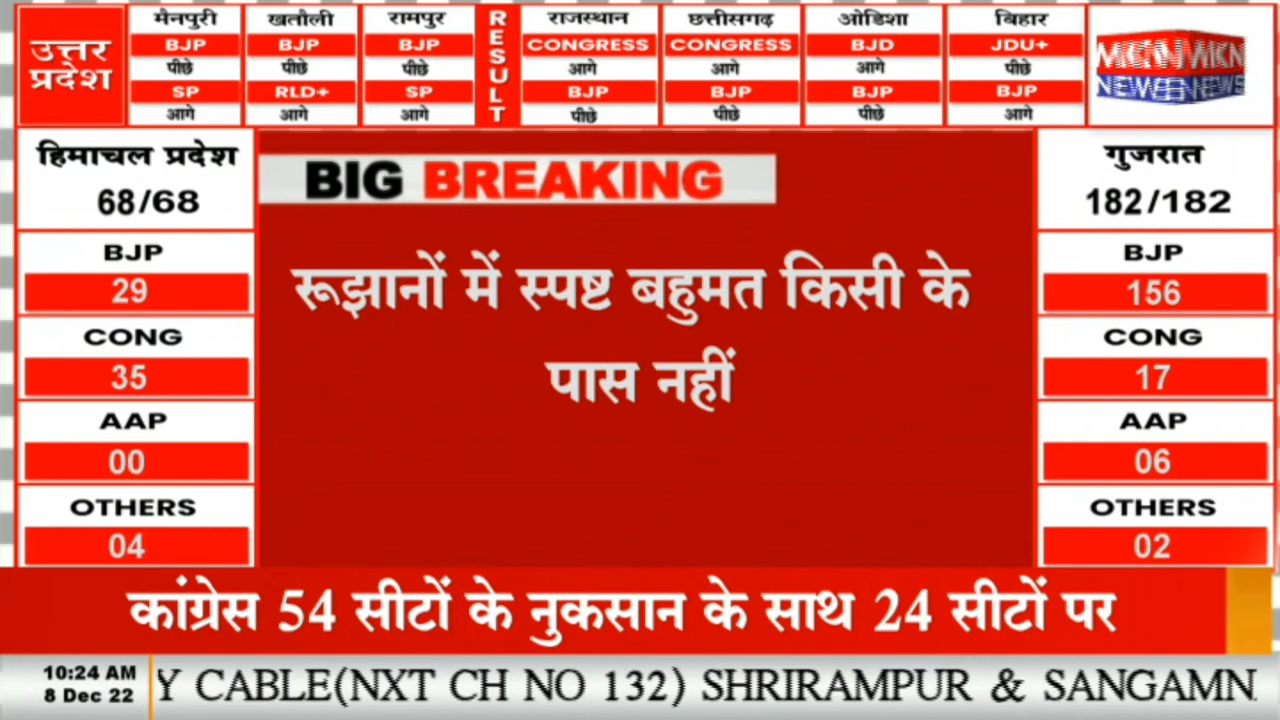 उत्तर
प्रदेश
मैनपुरी
BJP
पीछे
SP
आगे
खतौली
BJP
पीछे
RLD+
आगे
रामपुर
BJP
पीछे
SP
आगे
RESULT
राजस्थान
CONGRESS
आगे
BJP
पीछे
छत्तीसगढ़
CONGRESS
आगे
BJP
पीछे
ओडिशा
BJD
आगे
BJP
पीछे
बिहार
JDU+
पीछे
BJP
आगे
MKN MKN
NEWS NEWS
हिमाचल प्रदेश
68/68
BJP
29
CONG
35
AAP
00
OTHERS
04
BIG BREAKING
रूझानों में स्पष्ट बहुमत किसी के
पास नहीं
गुजरात
182/182
BJP
156
CONG
17
AAP
06
OTHERS
02
कांग्रेस 54 सीटों के नुकसान के साथ 24 सीटों पर
10:24 AM
8 Dec 22
Y CABLE(NXT CH NO 132) SHRIRAMPUR & SANGAMN